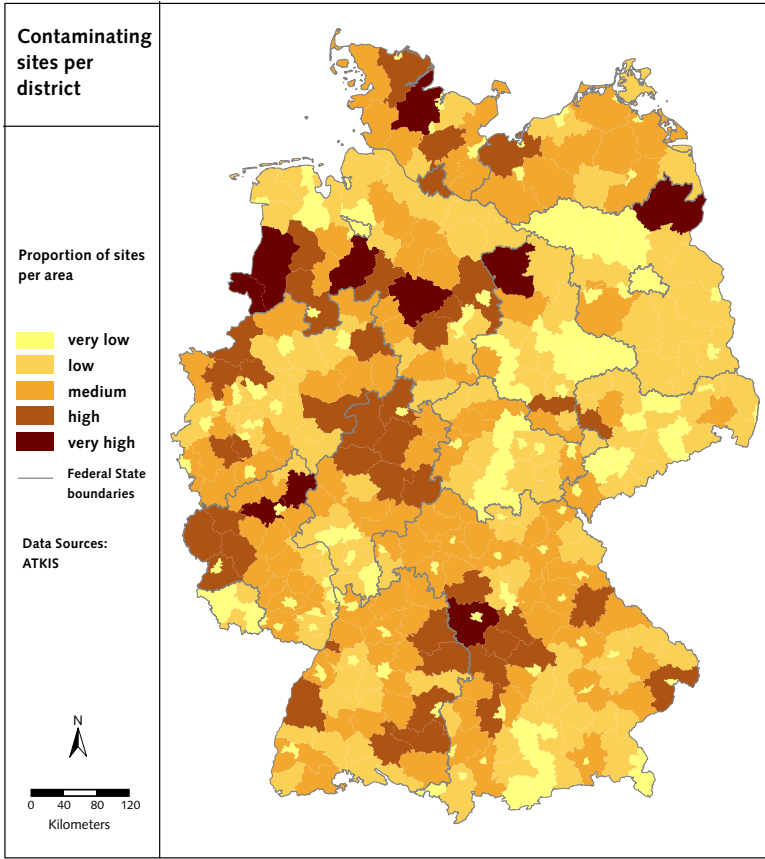 Contaminating
sites per
district
Proportion of sites
per area
very low
low
medium
high
very high
Federal State
boundaries
Data Sources:
ATKIS
N
0 40 80 120
Kilometers